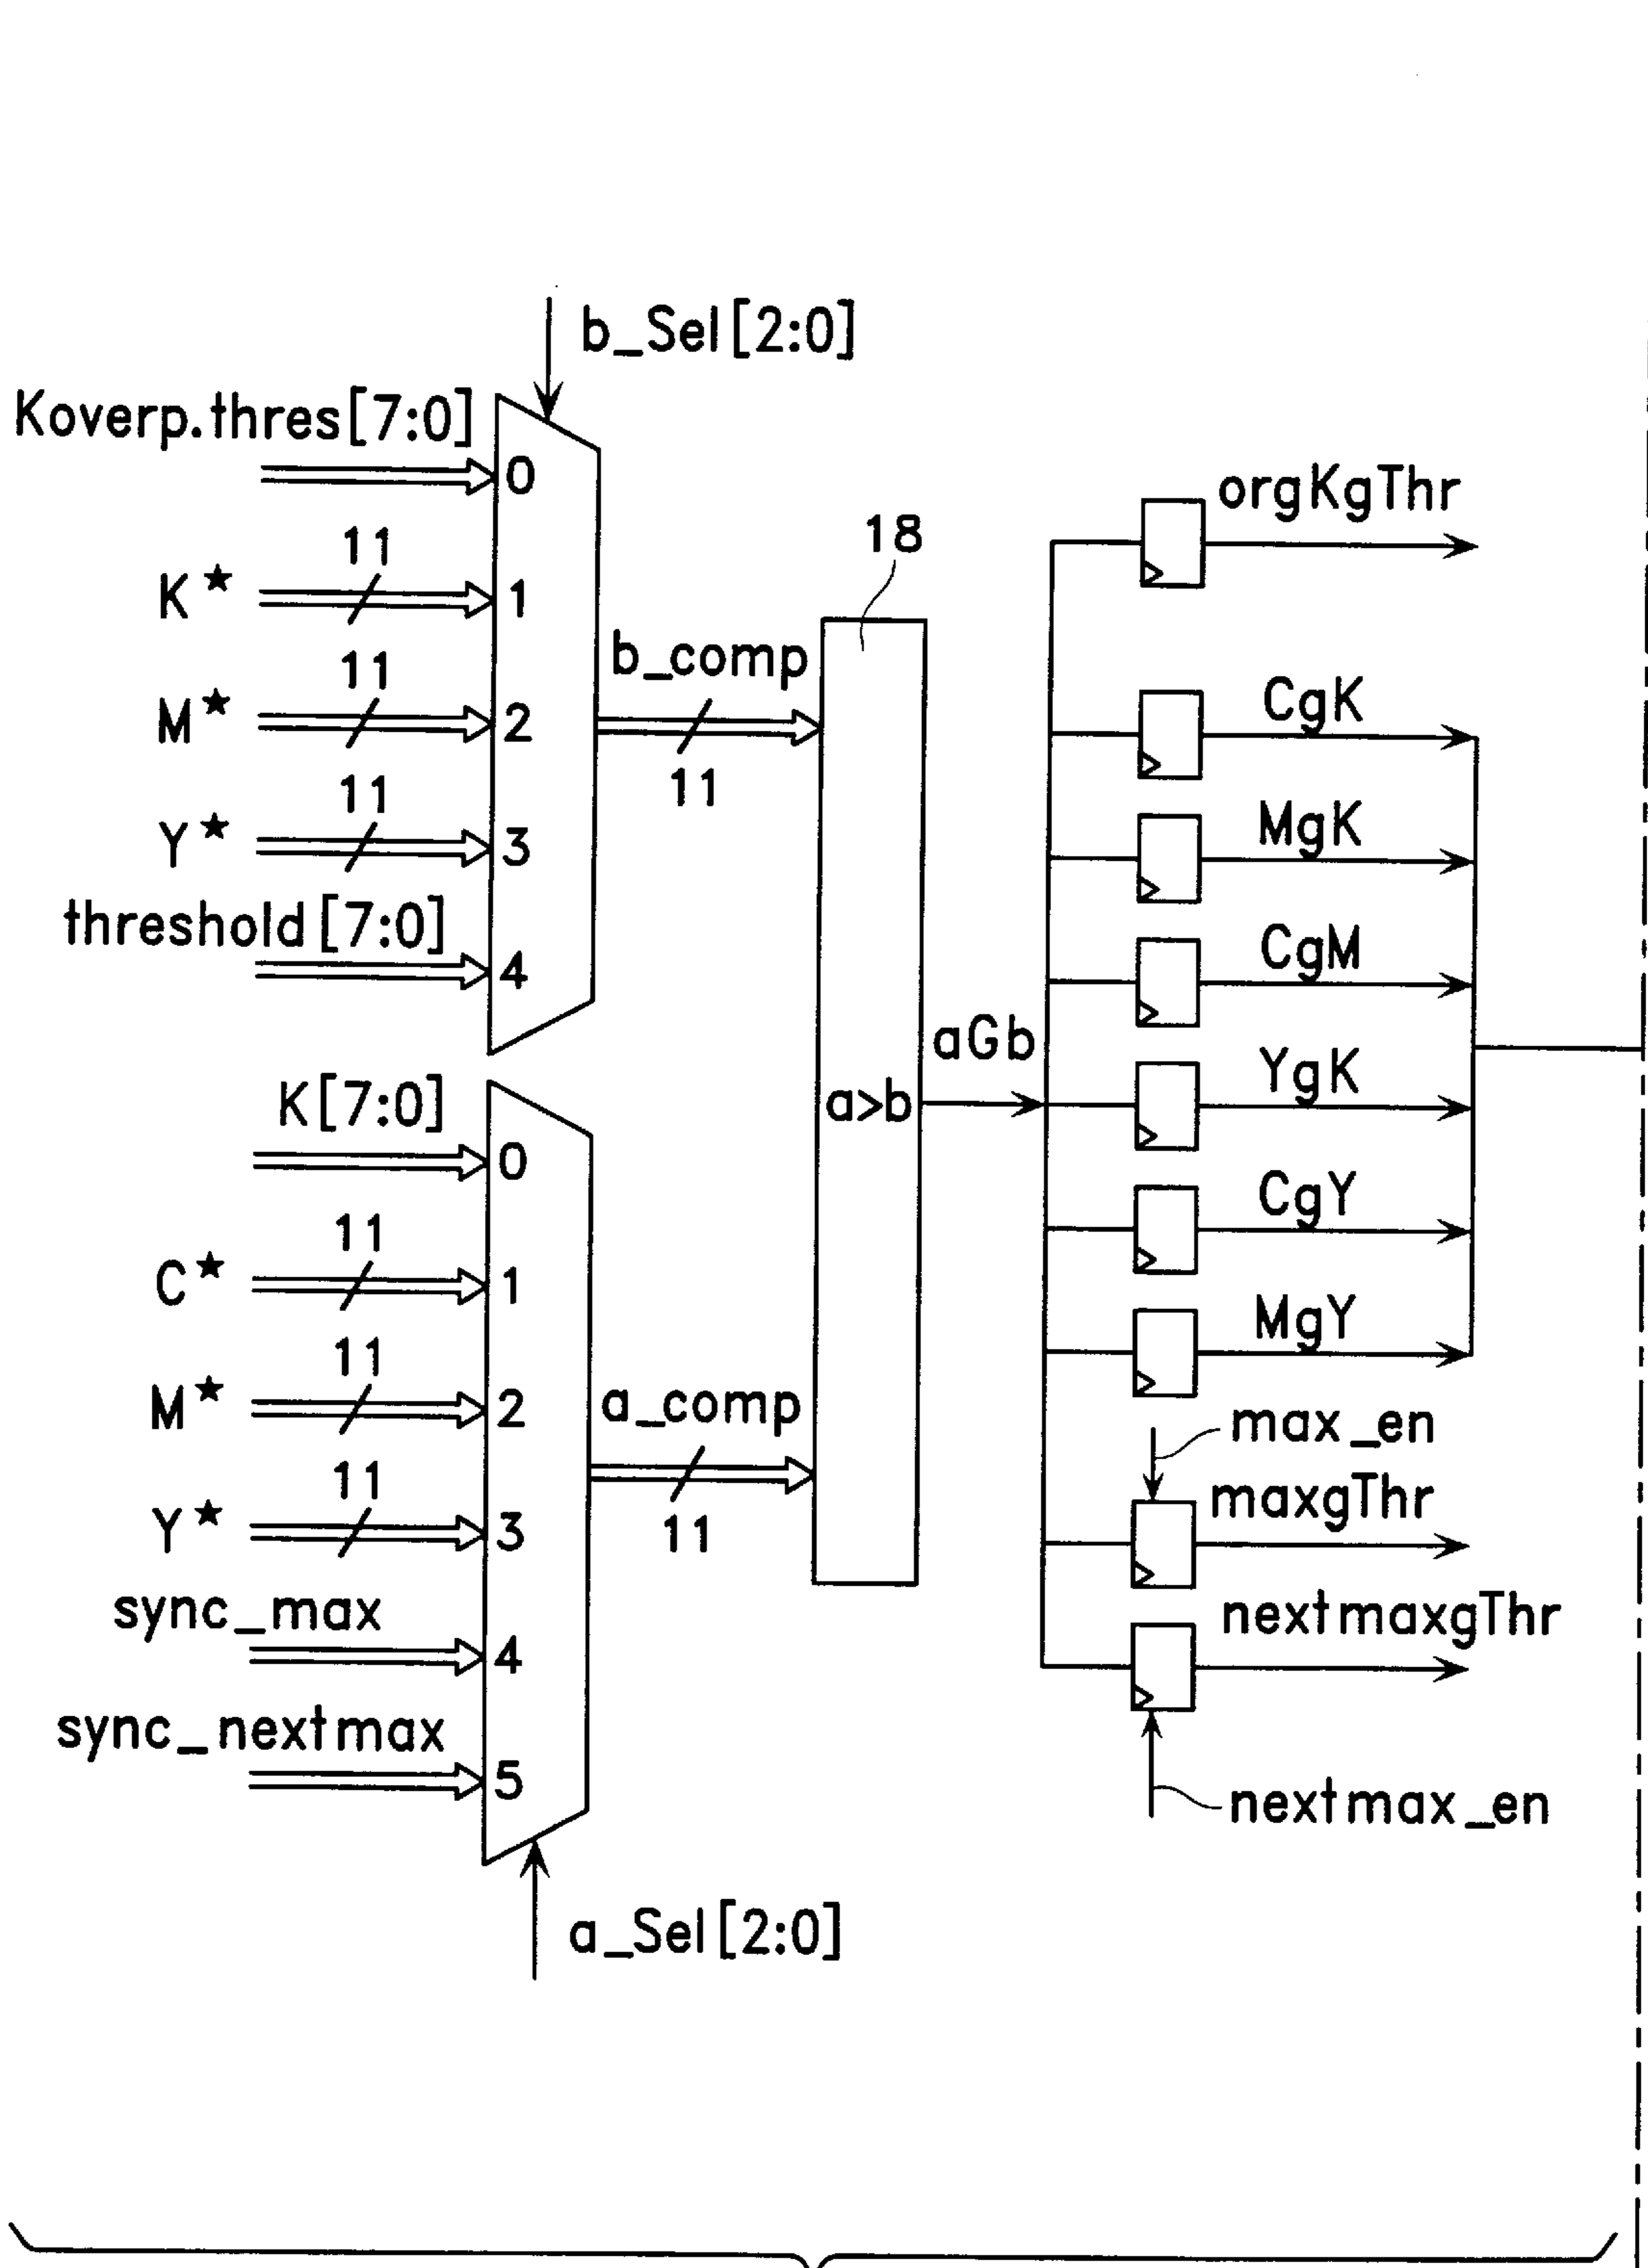 b_Sel[2:0]
Koverp.thres[7:0]
0
11
K★
1
11
M★
2
11
Y★
3
threshold[7:0]
4
b_comp
11
18
K[7:0]
0
11
C★
1
11
M★
2
11
Y★
3
sync_max
4
sync_nextmax
5
a_Sel[2:0]
a_comp
11
a>b
aGb
orgKgThr
CgK
MgK
CgM
YgK
CgY
MgY
max_en
maxgThr
nextmaxgThr
nextmax_en